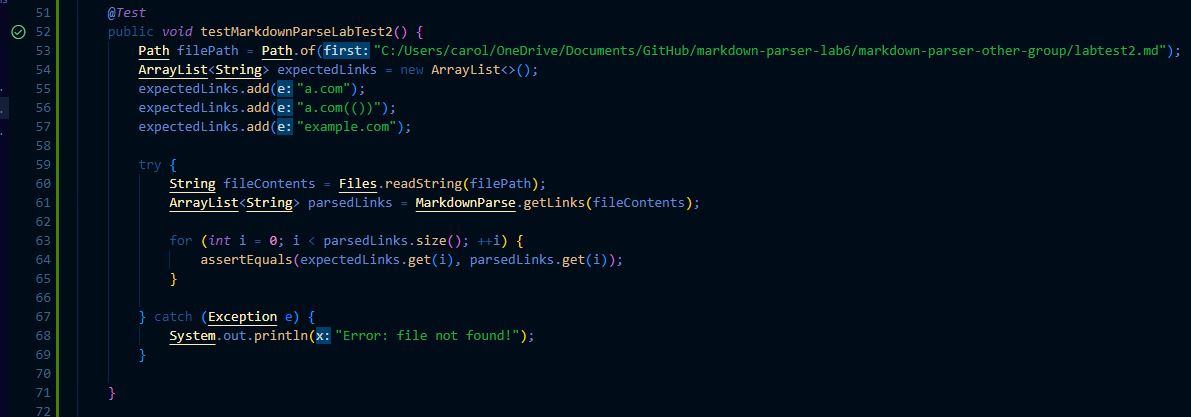 51 @Test
52 public void testMarkdownParseLabTest2() {
53 Path filePath = Path.of(first: "C:/Users/carol/OneDrive/Documents/GitHub/markdown-parser-lab6/markdown-parser-other-group/labtest2.md");
54 ArrayList<String> expectedLinks = new ArrayList<>();
55 expectedLinks.add(e: "a.com");
56 expectedLinks.add(e: "a.com(())");
57 expectedLinks.add(e: "example.com");
58
59 try {
60 String fileContents = Files.readString(filePath);
61 ArrayList<String> parsedLinks = MarkdownParse.getLinks(fileContents);
62
63 for (int i = 0; i < parsedLinks.size(); ++i) {
64 assertEquals(expectedLinks.get(i), parsedLinks.get(i));
65 }
66
67 } catch (Exception e) {
68 System.out.println(x: "Error: file not found!");
69 }
70
71 }
72